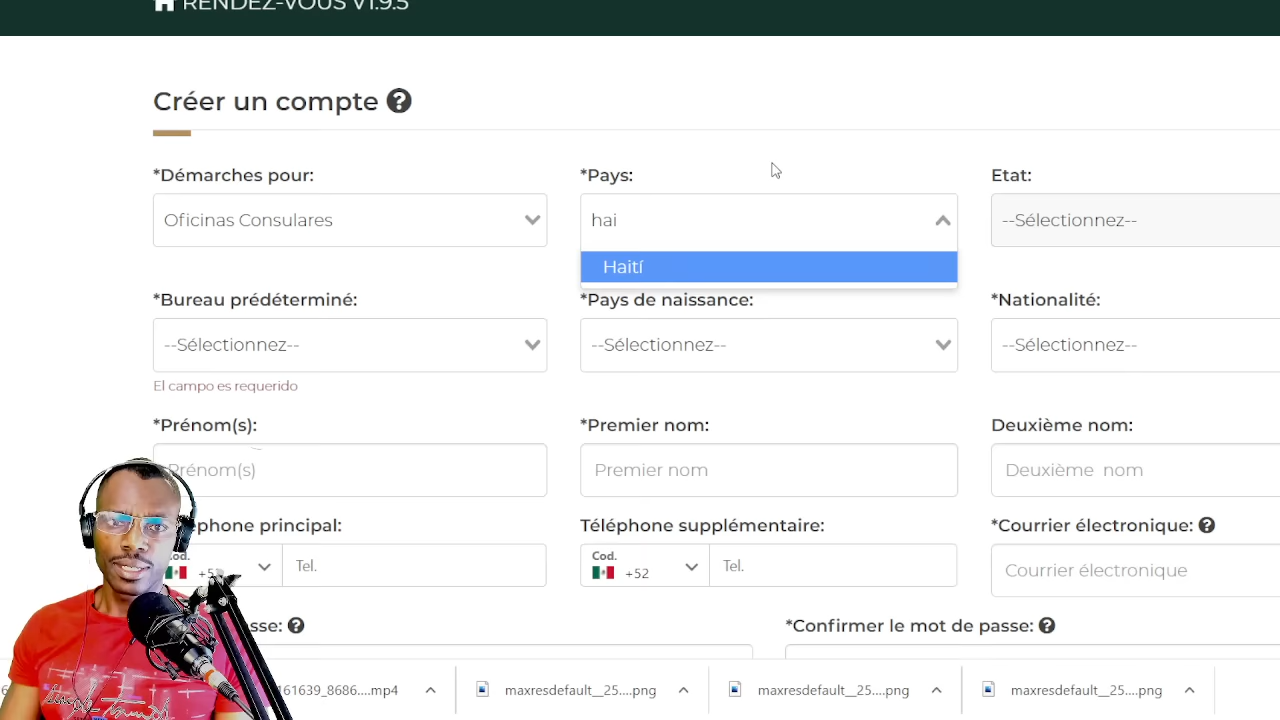 RENDEZ-VOUS V1.9.5
Créer un compte ?
*Démarches pour:
*Pays:
Etat:
Oficinas Consulares
hai
--Sélectionnez--
Haití
*Bureau prédéterminé:
*Pays de naissance:
*Nationalité:
--Sélectionnez--
--Sélectionnez--
--Sélectionnez--
El campo es requerido
*Prénom(s):
*Premier nom:
Deuxième nom:
Prénom(s)
Premier nom
Deuxième nom
principal:
Téléphone supplémentaire:
*Courrier électronique: ?
Tel.
Cod.
+52
Tel.
Courrier électronique
?
*Confirmer le mot de passe: ?
161639_8686....mp4
maxresdefault__25....png
maxresdefault__25....png
maxresdefault__25....png